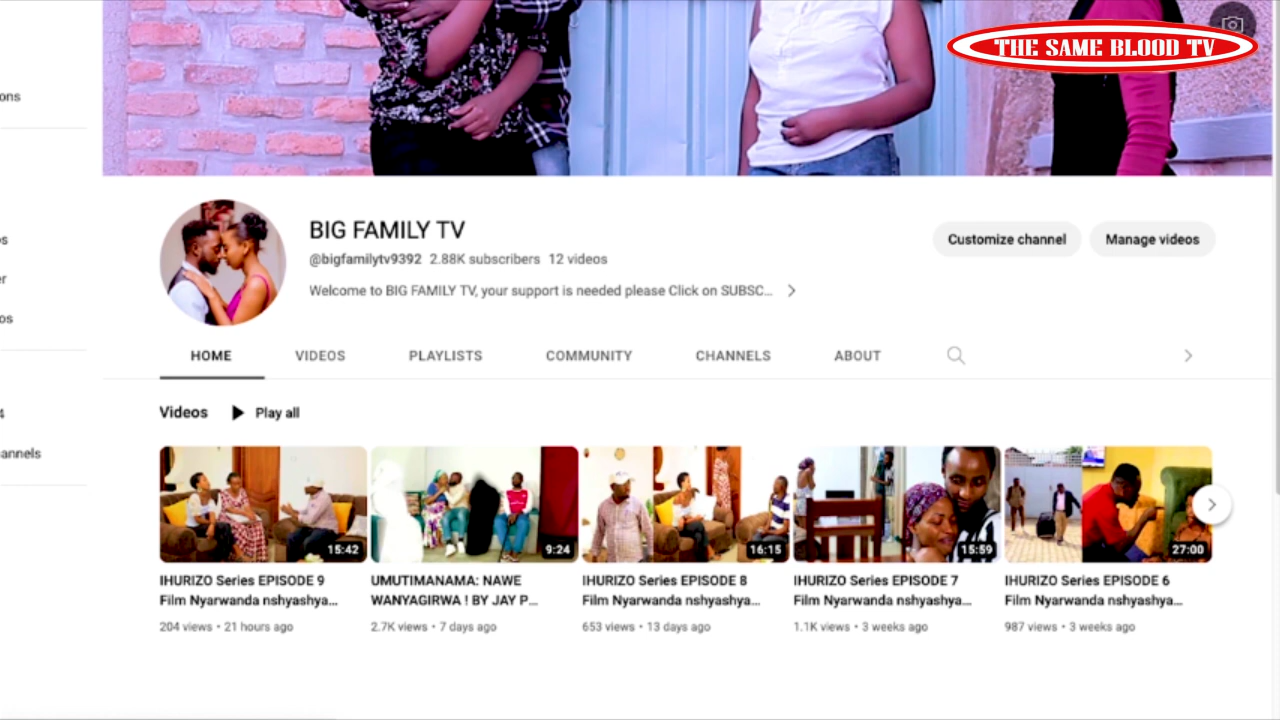 THE SAME BLOOD TV
ons
BIG FAMILY TV
Customize channel
Manage videos
@bigfamilytv9392 2.88K subscribers 12 videos
Welcome to BIG FAMILY TV, your support is needed please Click on SUBSC...
HOME VIDEOS PLAYLISTS COMMUNITY CHANNELS ABOUT
annels
Videos Play all
15:42
9:24
16:15
15:59
27:00
IHURIZO Series EPISODE 9
Film Nyarwanda nshyashya...
204 views • 21 hours ago
UMUTIMANAMA: NAWE
WANYAGIRWA ! BY JAY P...
2.7K views • 7 days ago
IHURIZO Series EPISODE 8
Film Nyarwanda nshyashya...
653 views • 13 days ago
IHURIZO Series EPISODE 7
Film Nyarwanda nshyashya...
1.1K views • 3 weeks ago
IHURIZO Series EPISODE 6
Film Nyarwanda nshyashya...
987 views • 3 weeks ago